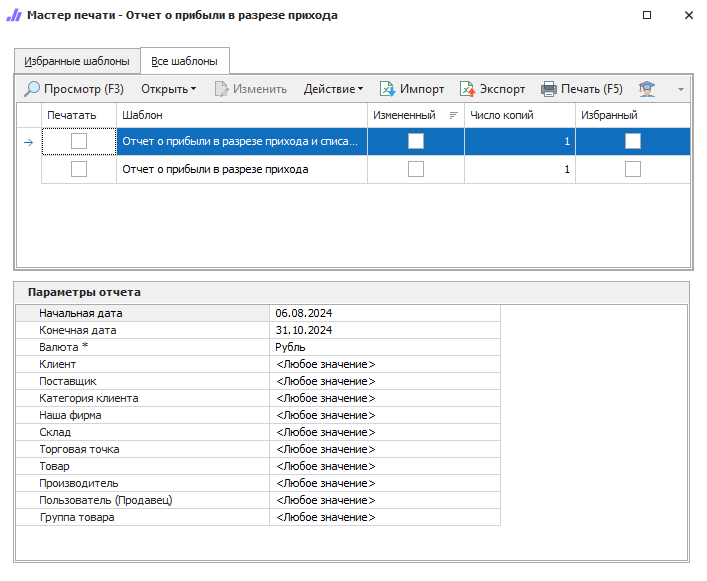 Мастер печати - Отчет о прибыли в разрезе прихода
Избранные шаблоны Все шаблоны
Просмотр (F3) Открыть Изменить Действие Импорт Экспорт Печать (F5)
Печатать Шаблон Измененный Число копий Избранный
Отчет о прибыли в разрезе прихода и списа... 1
Отчет о прибыли в разрезе прихода 1
Параметры отчета
Начальная дата 06.08.2024
Конечная дата 31.10.2024
Валюта * Рубль
Клиент <Любое значение>
Поставщик <Любое значение>
Категория клиента <Любое значение>
Наша фирма <Любое значение>
Склад <Любое значение>
Торговая точка <Любое значение>
Товар <Любое значение>
Производитель <Любое значение>
Пользователь (Продавец) <Любое значение>
Группа товара <Любое значение>